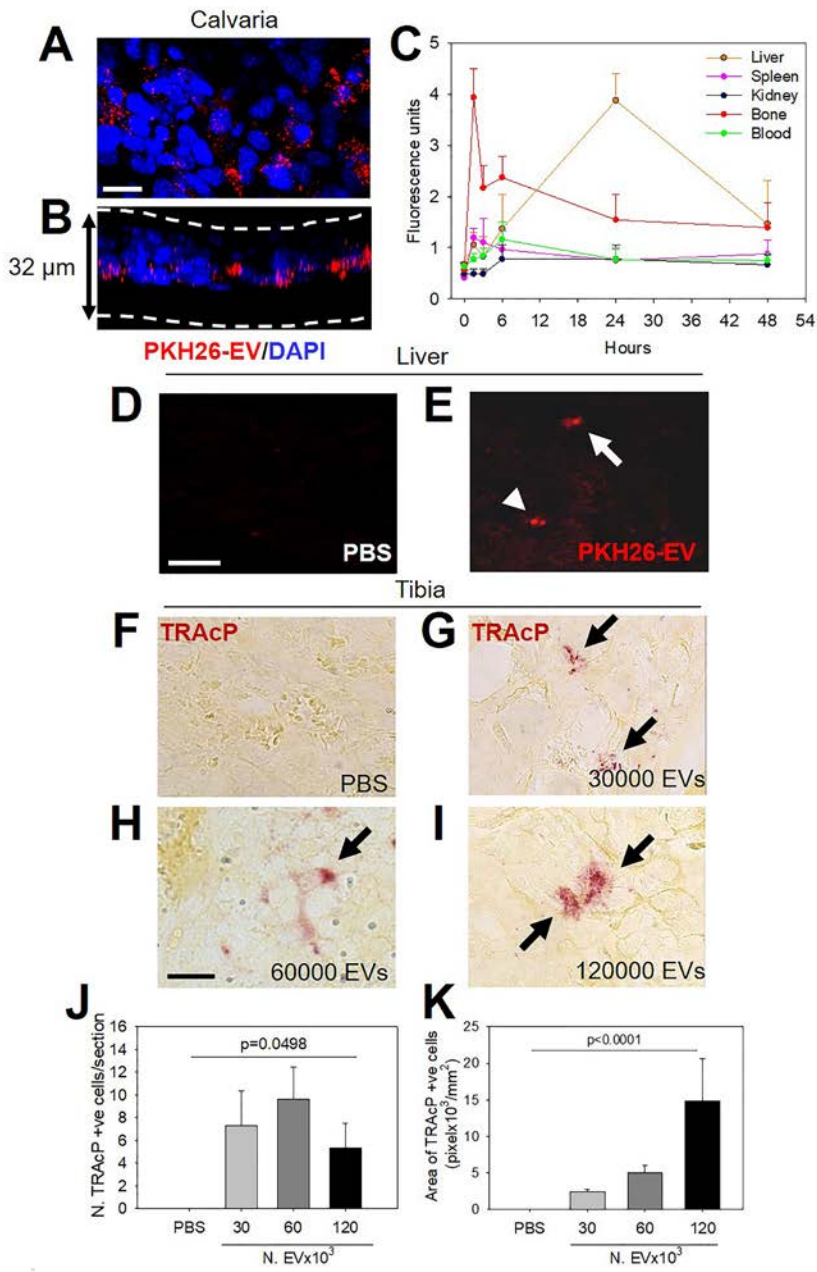 Calvaria
A
B
32 µm
PKH26-EV/DAPI
C
5
4
3
2
1
0
Fluorescence units
Liver
Spleen
Kidney
Bone
Blood
0 6 12 18 24 30 36 42 48 54
Hours
Liver
D
PBS
E
PKH26-EV
Tibia
F
TRAcP
PBS
G
TRAcP
30000 EVs
H
60000 EVs
I
120000 EVs
J
N. TRAcP +ve cells/section
16
14
12
10
8
6
4
2
0
p=0.0498
PBS 30 60 120
N. EVx10³
K
Area of TRAcP +ve cells
(pixelx10³/mm²)
25
20
15
10
5
0
p<0.0001
PBS 30 60 120
N. EVx10³